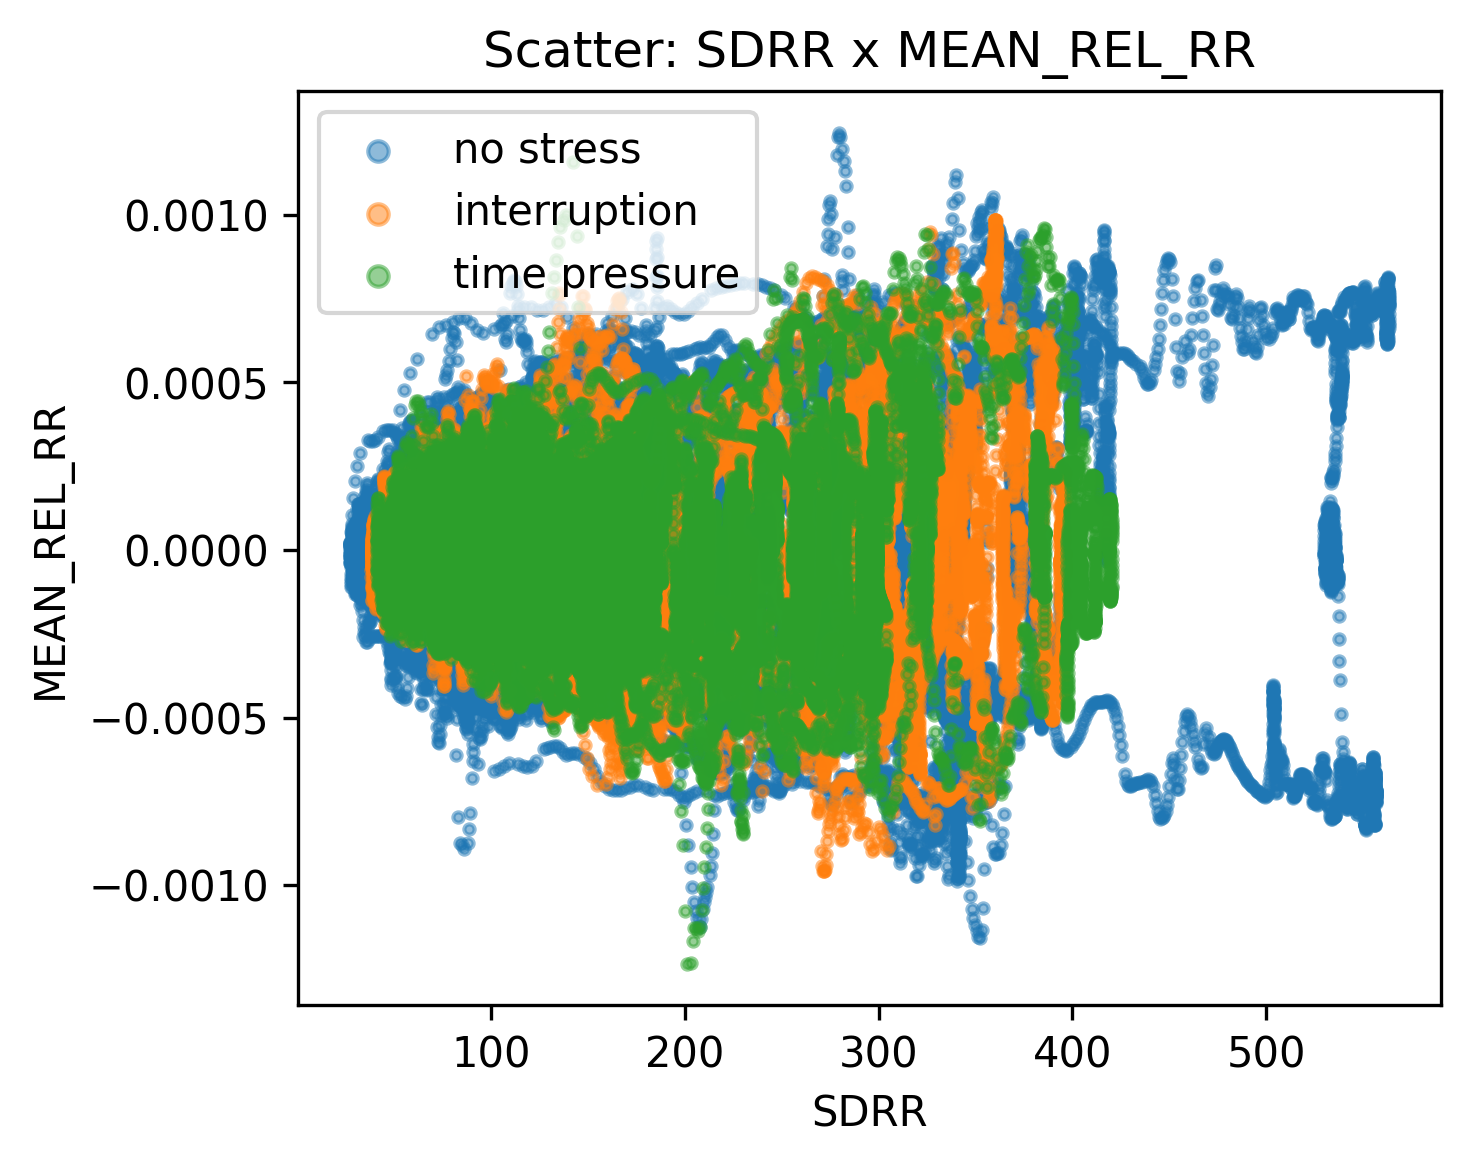 Scatter: SDRR x MEAN_REL_RR
no stress
interruption
time pressure
MEAN_REL_RR
0.0010
0.0005
0.0000
−0.0005
−0.0010
100 200 300 400 500
SDRR